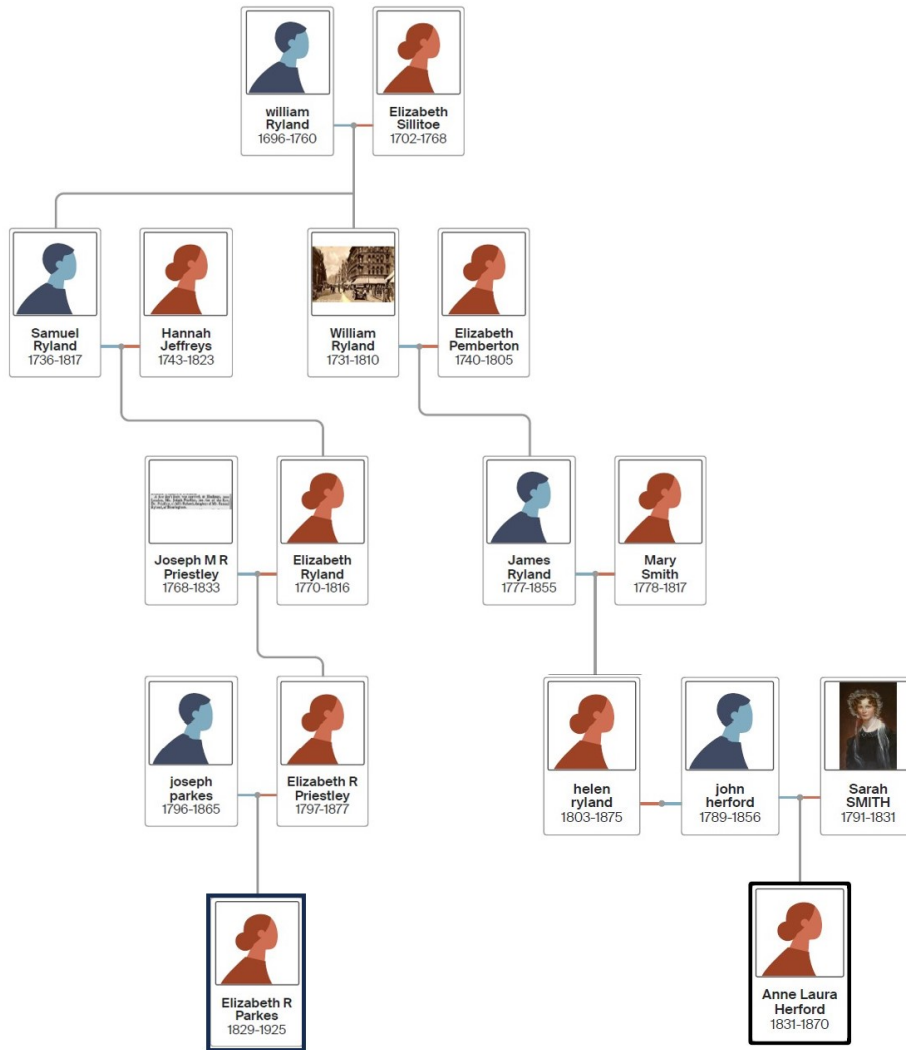 william
Ryland
1696-1760
Elizabeth
Sillitoe
1702-1768
Samuel
Ryland
1736-1817
Hannah
Jeffreys
1743-1823
William
Ryland
1731-1810
Elizabeth
Pemberton
1740-1805
Joseph M R
Priestley
1768-1833
Elizabeth
Ryland
1770-1816
James
Ryland
1777-1855
Mary
Smith
1778-1817
joseph
parkes
1796-1865
Elizabeth R
Priestley
1797-1877
helen
ryland
1803-1875
john
herford
1789-1856
Sarah
SMITH
1791-1831
Elizabeth R
Parkes
1829-1925
Anne Laura
Herford
1831-1870